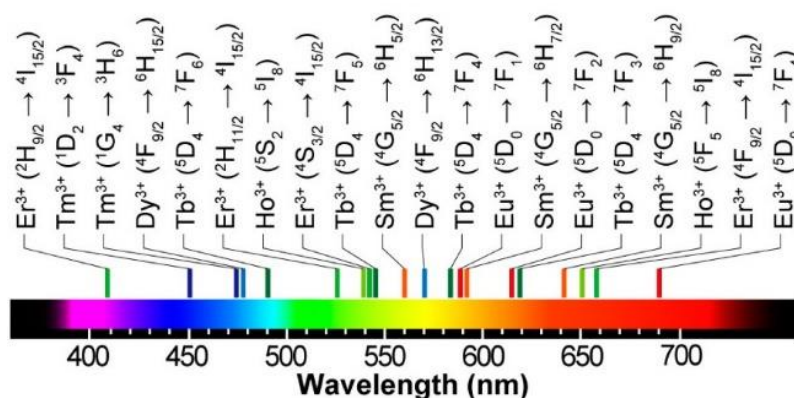 Er³⁺ (²H₉/₂ → ⁴I₁₅/₂)
Tm³⁺ (¹D₂ → ³F₄)
Tm³⁺ (¹G₄ → ³H₆)
Dy³⁺ (⁴F₉/₂ → ⁶H₁₅/₂)
Tb³⁺ (⁵D₄ → ⁷F₆)
Er³⁺ (²H₁₁/₂ → ⁴I₁₅/₂)
Ho³⁺ (⁵S₂ → ⁵I₈)
Er³⁺ (⁴S₃/₂ → ⁴I₁₅/₂)
Tb³⁺ (⁵D₄ → ⁷F₅)
Sm³⁺ (⁴G₅/₂ → ⁶H₅/₂)
Dy³⁺ (⁴F₉/₂ → ⁶H₁₃/₂)
Tb³⁺ (⁵D₄ → ⁷F₄)
Eu³⁺ (⁵D₀ → ⁷F₁)
Sm³⁺ (⁴G₅/₂ → ⁶H₇/₂)
Eu³⁺ (⁵D₀ → ⁷F₂)
Tb³⁺ (⁵D₄ → ⁷F₃)
Sm³⁺ (⁴G₅/₂ → ⁶H₉/₂)
Ho³⁺ (⁵F₅ → ⁵I₈)
Er³⁺ (⁴F₉/₂ → ⁴I₁₅/₂)
Eu³⁺ (⁵D₀ → ⁷F₄)
400 450 500 550 600 650 700
Wavelength (nm)